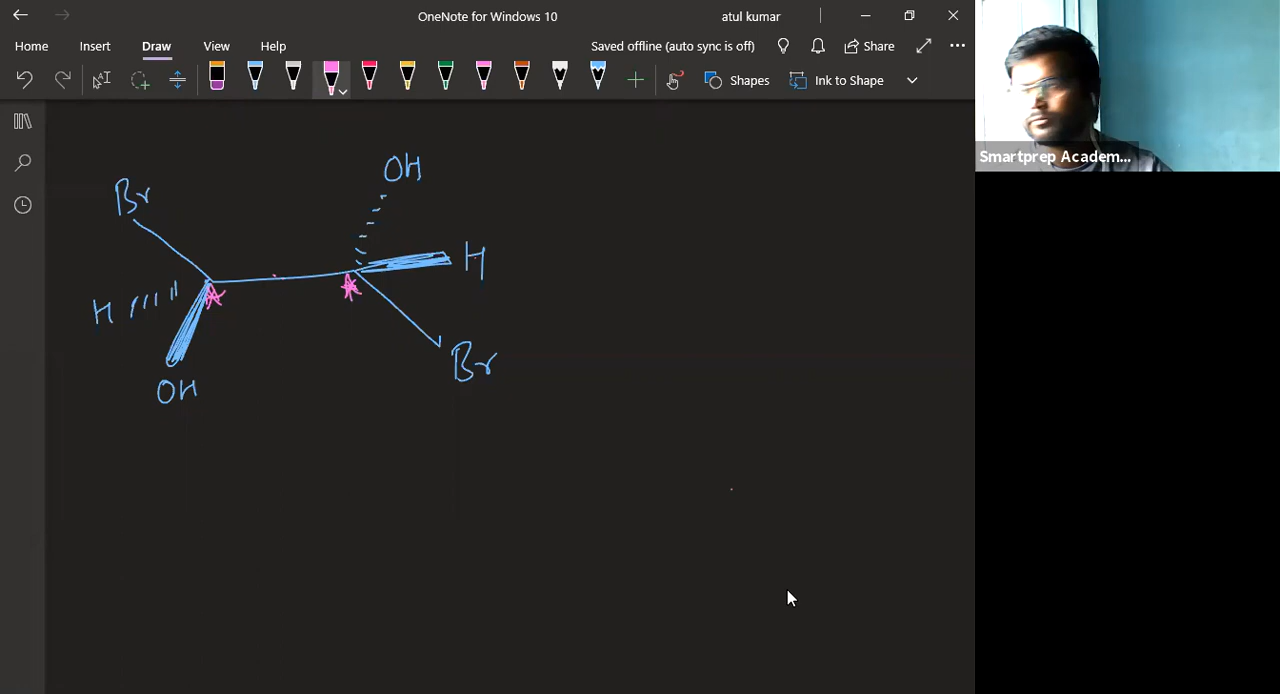 OneNote for Windows 10
atul kumar
Home Insert Draw View Help
Saved offline (auto sync is off)
Share
Shapes
Ink to Shape
Smartprep Academ...
OH
Br
H
H
Br
OH